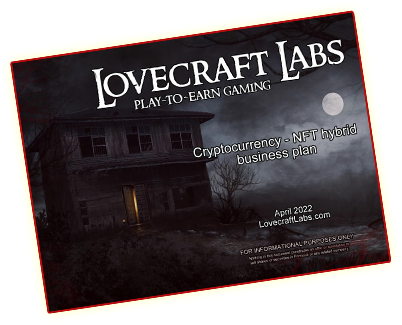 LOVECRAFT LABS
PLAY-TO-EARN GAMING
Cryptocurrency - NFT hybrid
business plan
April 2022
LovecraftLabs.com
FOR INFORMATIONAL PURPOSES ONLY